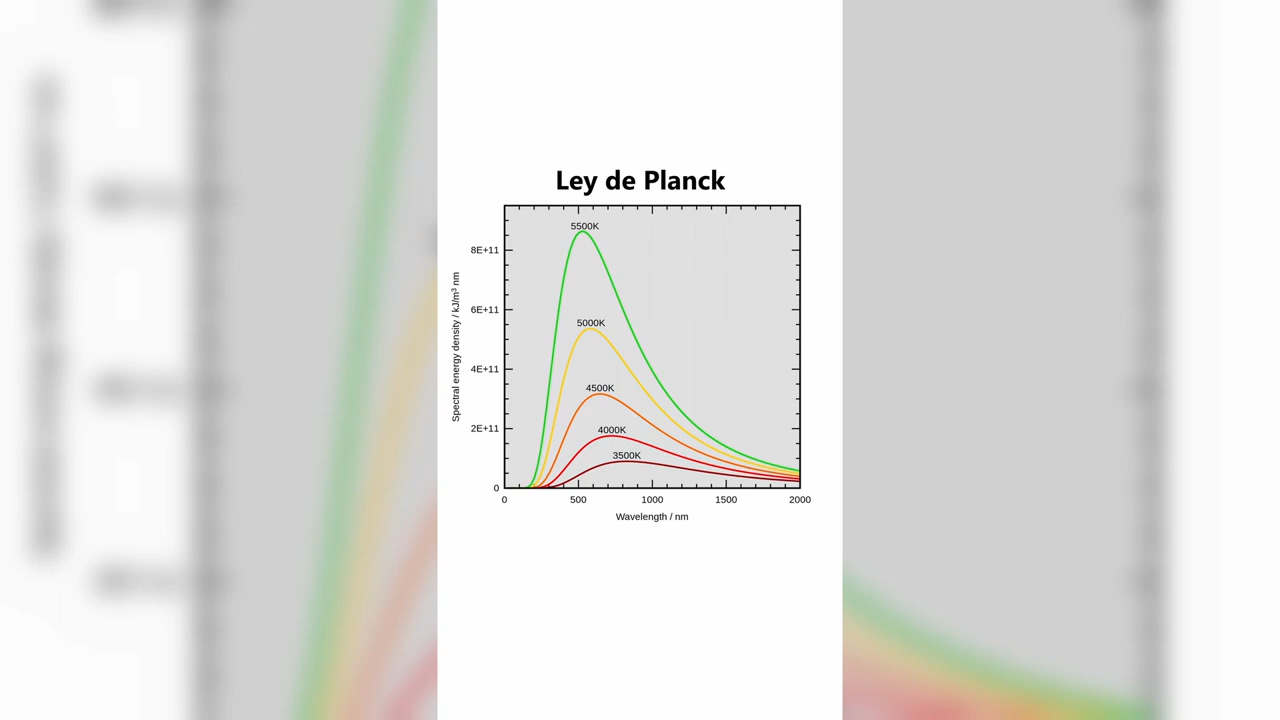 Ley de Planck
5500K
8E+11
6E+11
5000K
4E+11
4500K
2E+11
4000K
3500K
0
0 500 1000 1500 2000
Spectral energy density / kJ/m³ nm
Wavelength / nm